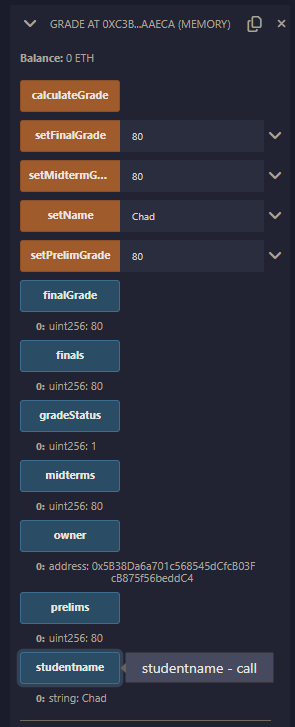 GRADE AT 0XC3B...AAECA (MEMORY)
Balance: 0 ETH
calculateGrade
setFinalGrade 80
setMidtermG... 80
setName Chad
setPrelimGrade 80
finalGrade
0: uint256: 80
finals
0: uint256: 80
gradeStatus
0: uint256: 1
midterms
0: uint256: 80
owner
0: address: 0x5B38Da6a701c568545dCfcB03F
cB875f56beddC4
prelims
0: uint256: 80
studentname studentname - call
0: string: Chad